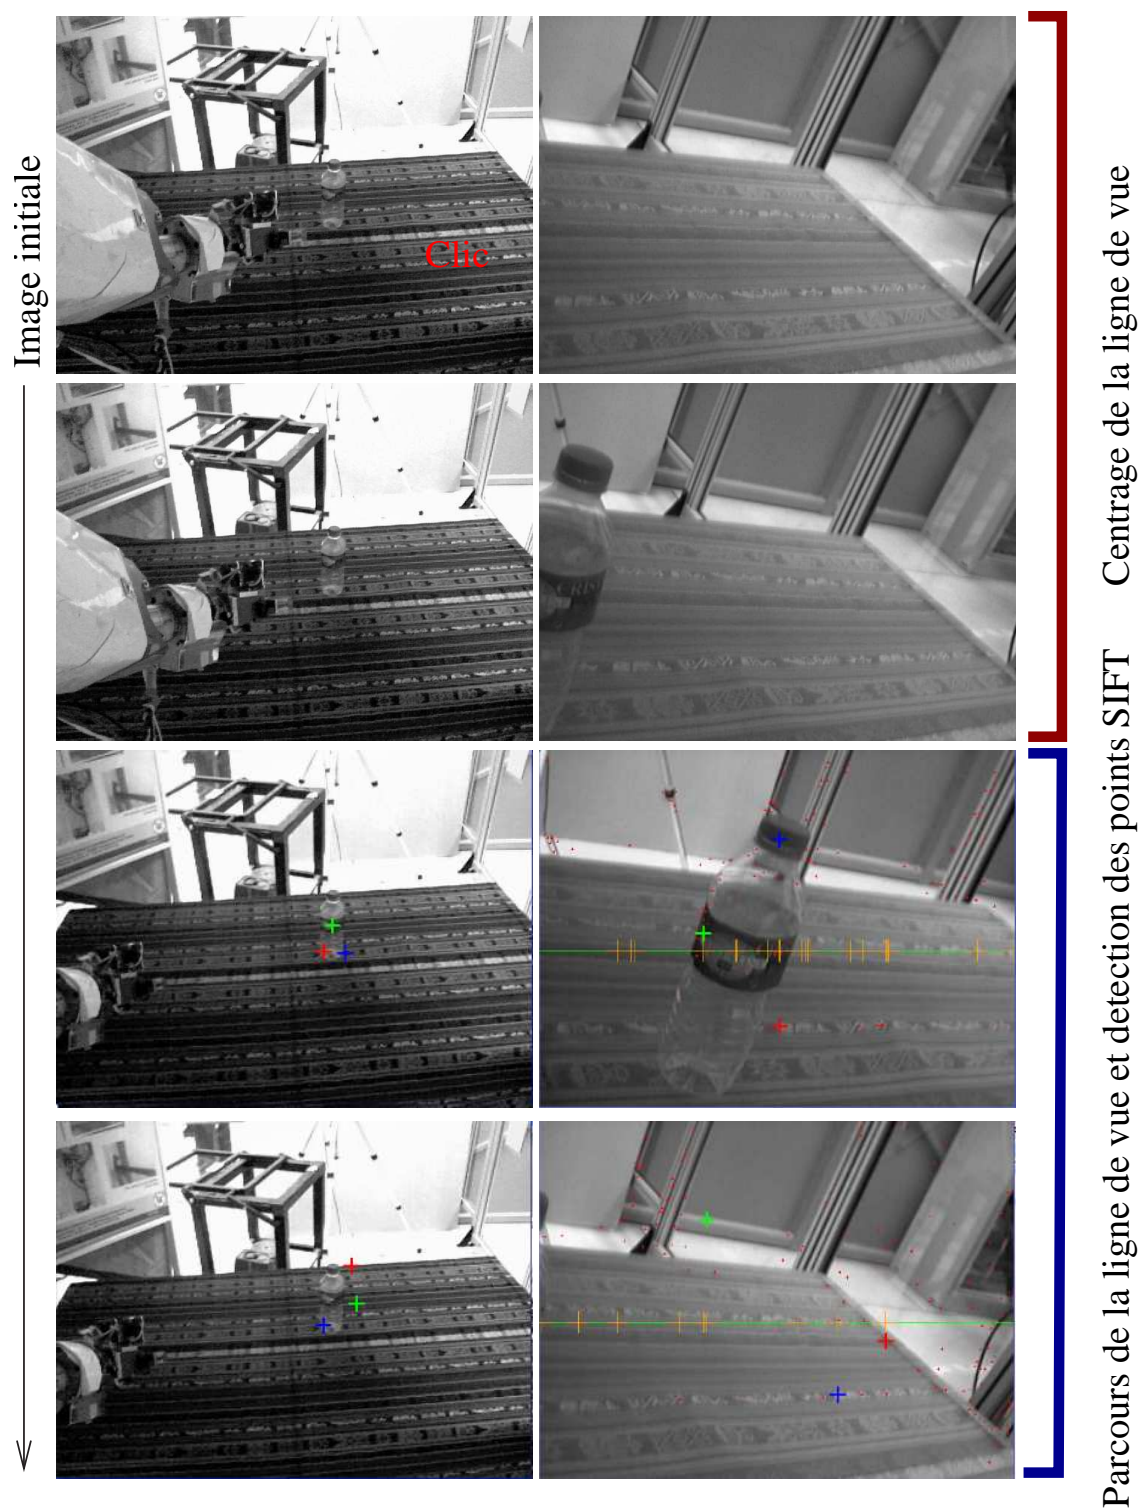 Image initiale
Clic
Centrage de la ligne de vue
Parcours de la ligne de vue et detection des points SIFT
CRIS